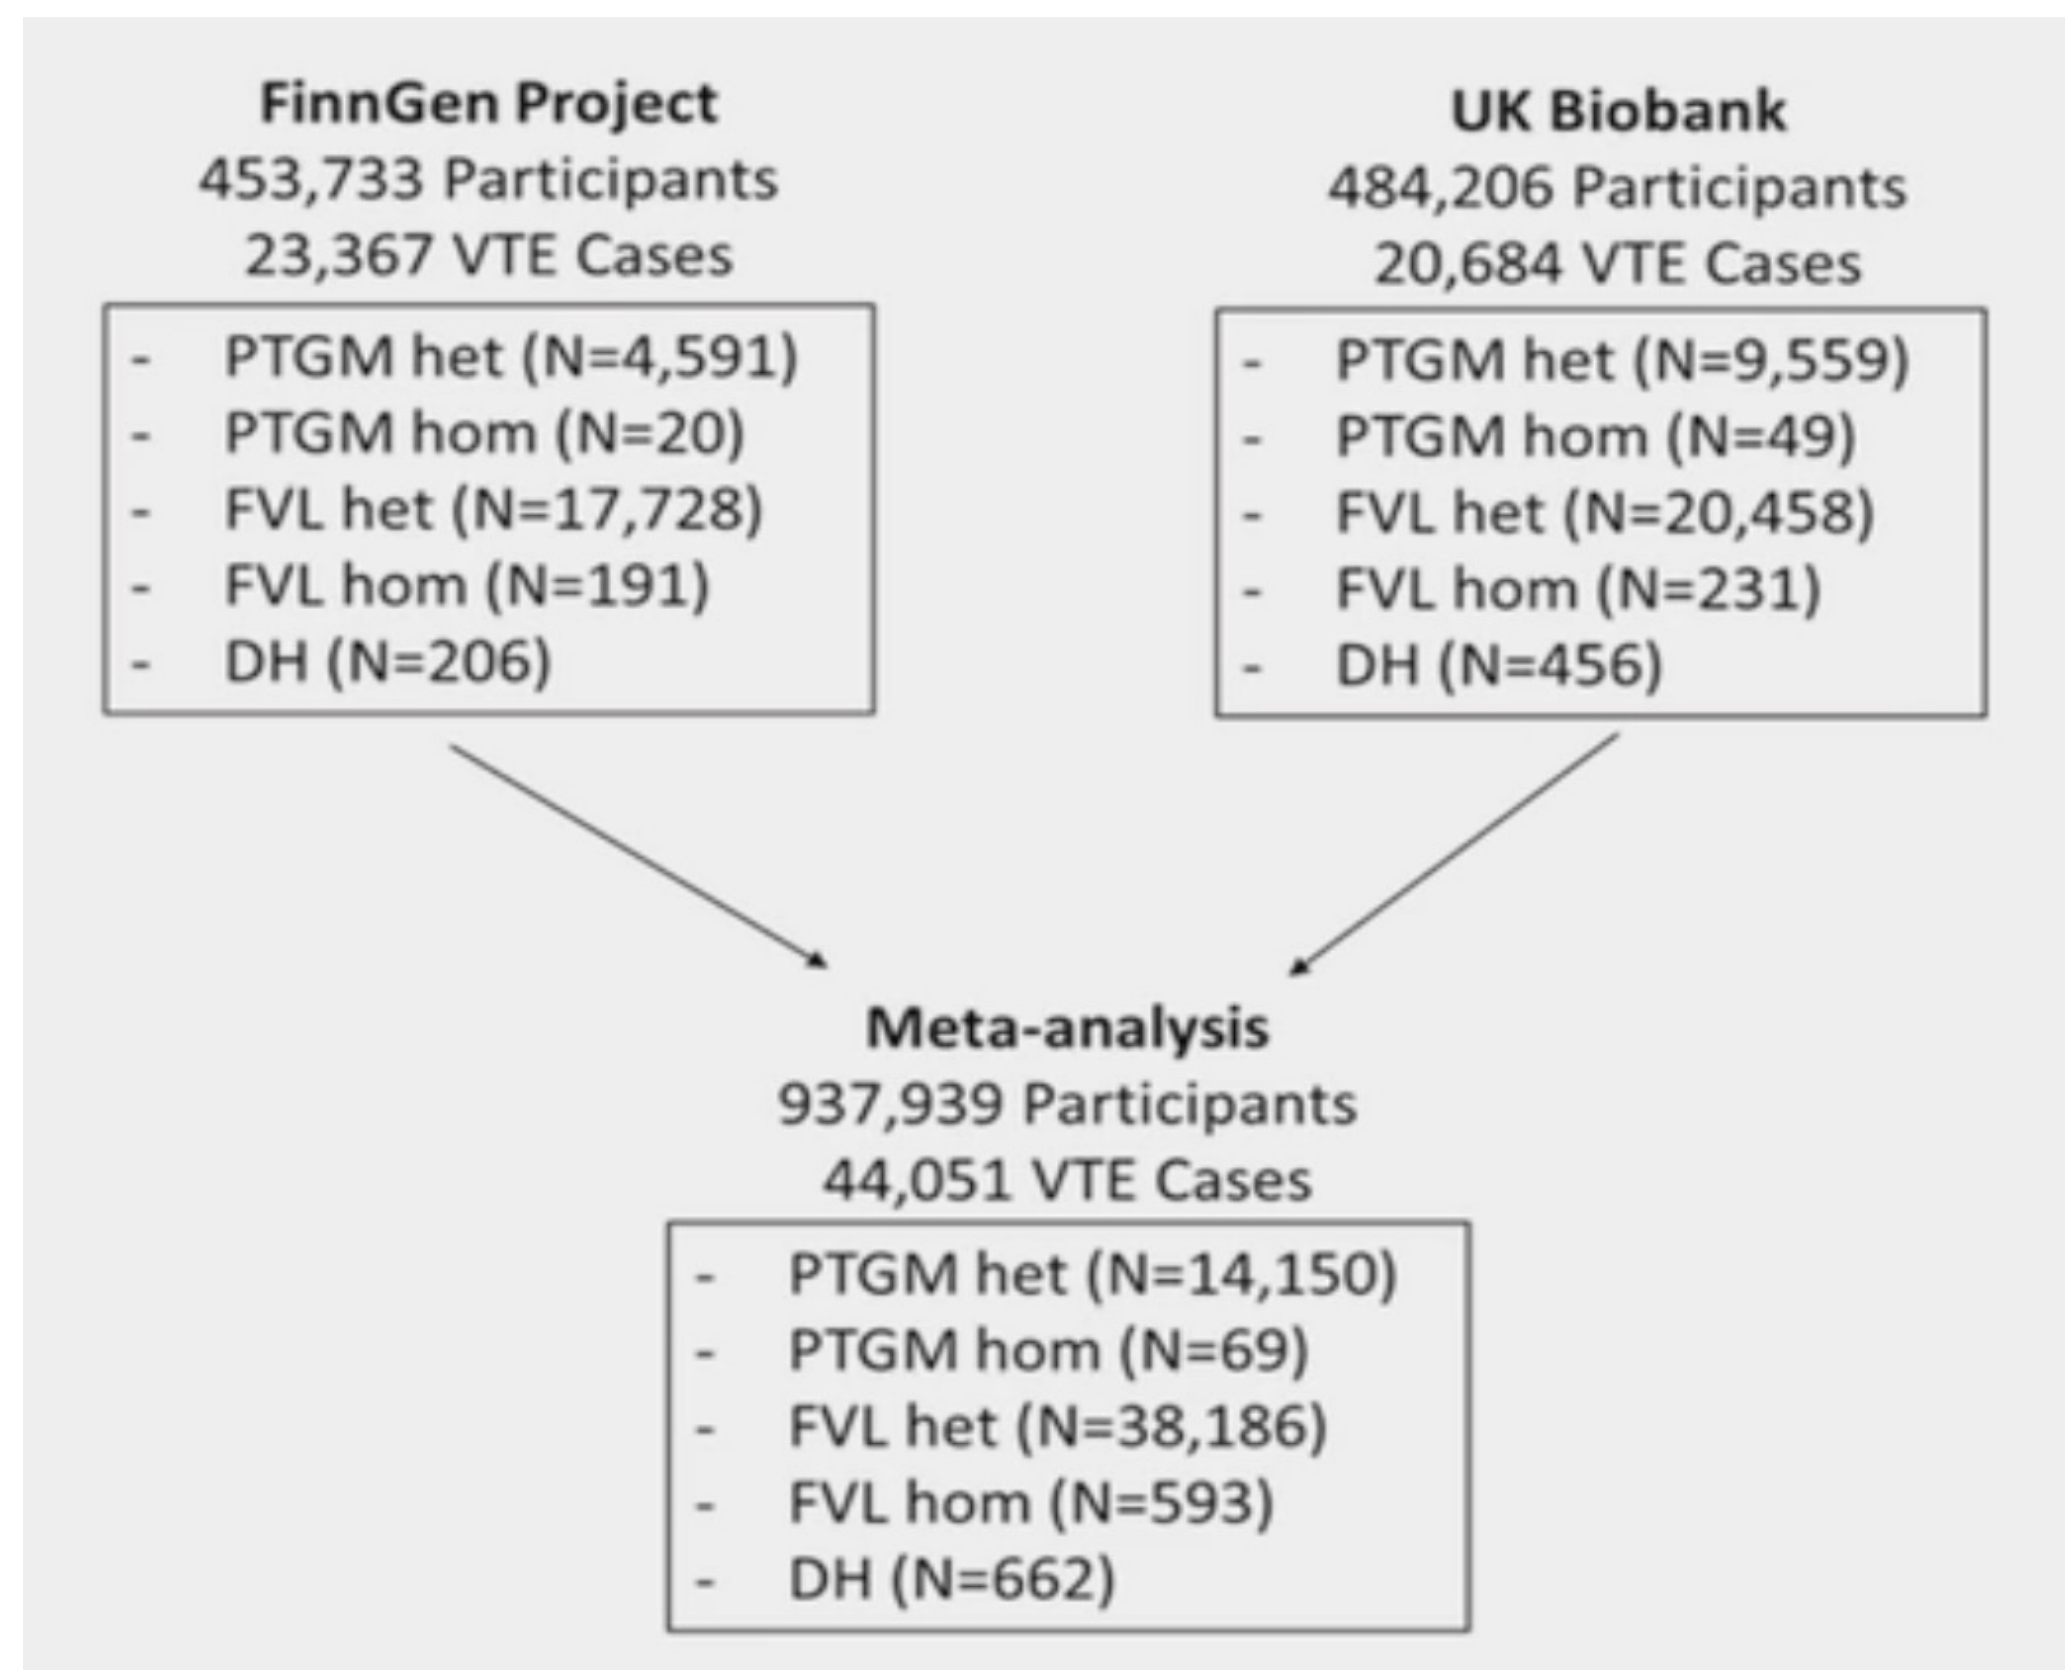 FinnGen Project
453,733 Participants
23,367 VTE Cases
- PTGM het (N=4,591)
- PTGM hom (N=20)
- FVL het (N=17,728)
- FVL hom (N=191)
- DH (N=206)
UK Biobank
484,206 Participants
20,684 VTE Cases
- PTGM het (N=9,559)
- PTGM hom (N=49)
- FVL het (N=20,458)
- FVL hom (N=231)
- DH (N=456)
Meta-analysis
937,939 Participants
44,051 VTE Cases
- PTGM het (N=14,150)
- PTGM hom (N=69)
- FVL het (N=38,186)
- FVL hom (N=593)
- DH (N=662)